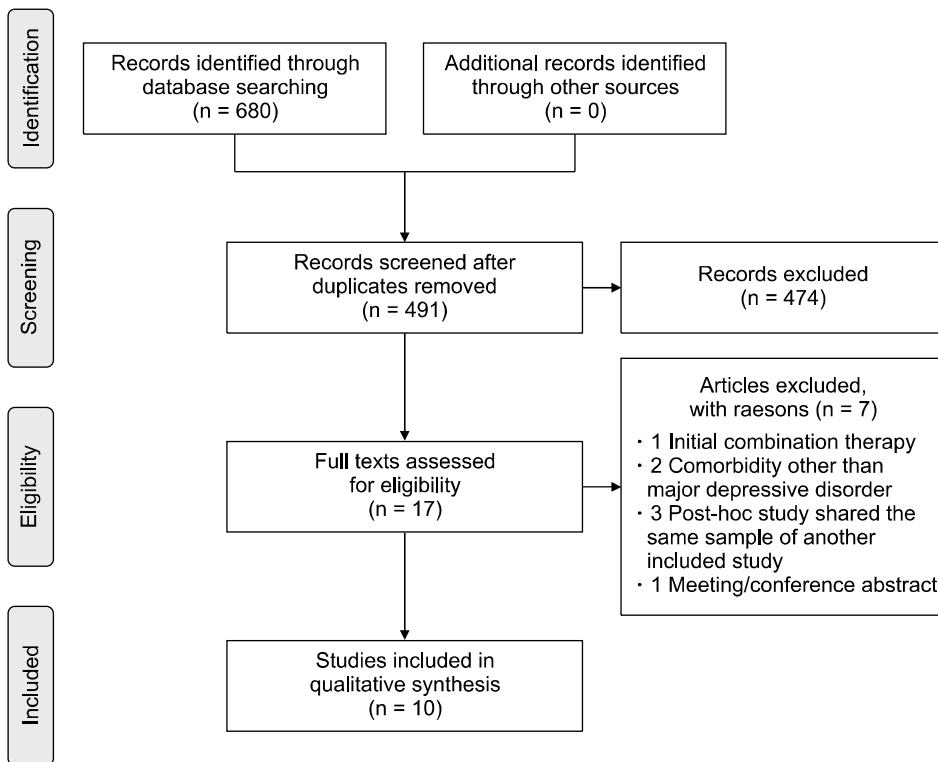 Identification
Records identified through
database searching
(n = 680)
Additional records identified
through other sources
(n = 0)
Screening
Records screened after
duplicates removed
(n = 491)
Records excluded
(n = 474)
Eligibility
Full texts assessed
for eligibility
(n = 17)
Articles excluded,
with raesons (n = 7)
· 1 Initial combination therapy
· 2 Comorbidity other than
major depressive disorder
· 3 Post-hoc study shared the
same sample of another
included study
· 1 Meeting/conference abstract
Included
Studies included in
qualitative synthesis
(n = 10)